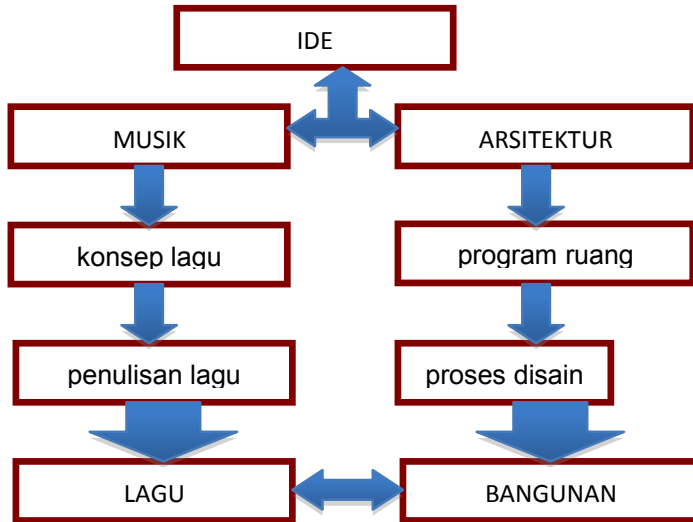 IDE
MUSIK
ARSITEKTUR
konsep lagu
program ruang
penulisan lagu
proses disain
LAGU
BANGUNAN